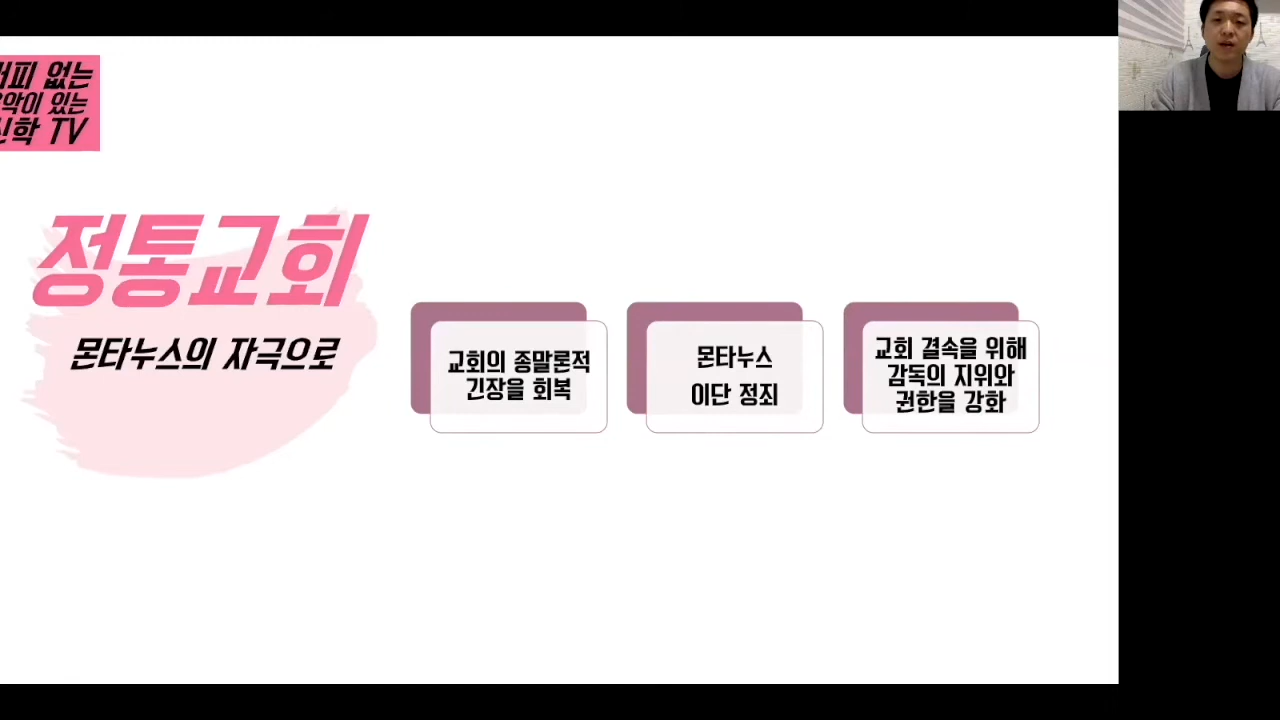 없는
있는
TV
정통교회
몬타누스의 자극으로
교회의 종말론적
긴장을 회복
몬타누스
이단 정죄
교회 결속을 위해
감독의 지위와
권한을 강화